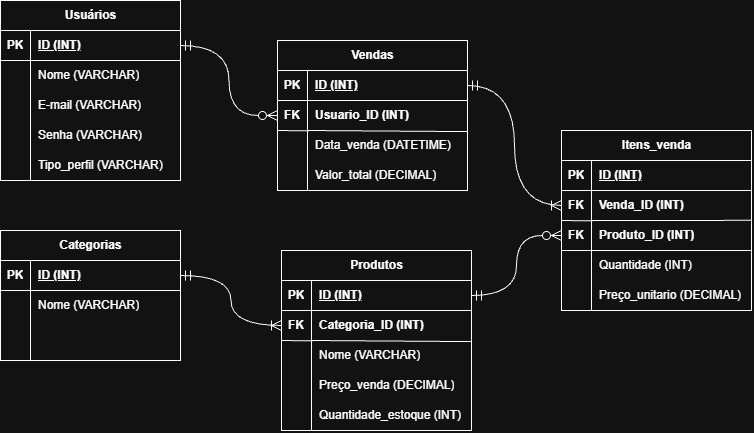 Usuários
PK ID (INT)
Nome (VARCHAR)
E-mail (VARCHAR)
Senha (VARCHAR)
Tipo_perfil (VARCHAR)
Vendas
PK ID (INT)
FK Usuario_ID (INT)
Data_venda (DATETIME)
Valor_total (DECIMAL)
Itens_venda
PK ID (INT)
FK Venda_ID (INT)
FK Produto_ID (INT)
Quantidade (INT)
Preço_unitario (DECIMAL)
Categorias
PK ID (INT)
Nome (VARCHAR)
Produtos
PK ID (INT)
FK Categoria_ID (INT)
Nome (VARCHAR)
Preço_venda (DECIMAL)
Quantidade_estoque (INT)